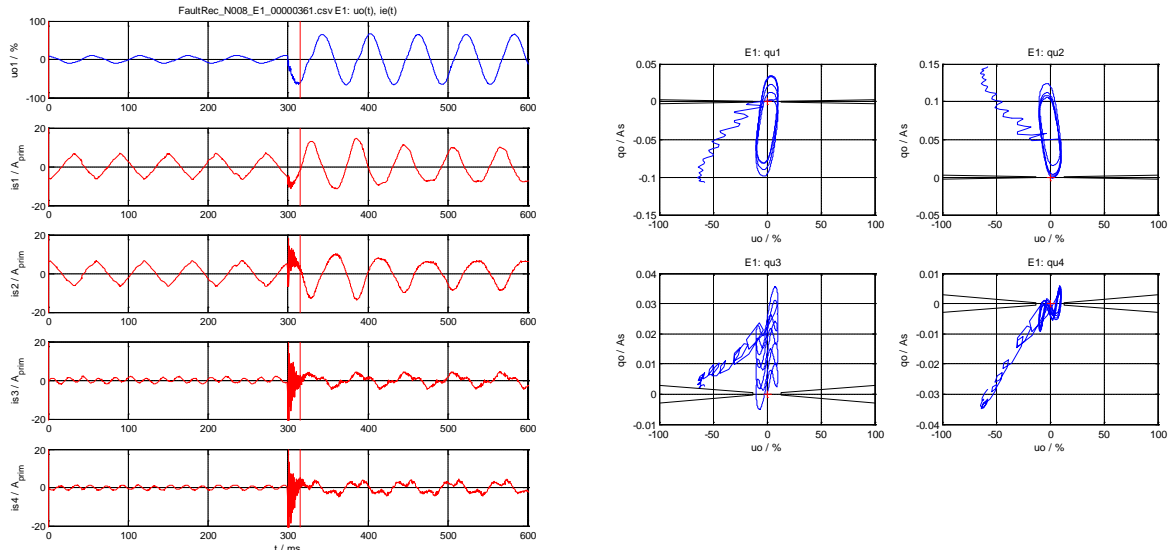 FaultRec_N008_E1_00000361.csv E1: uo(t), ie(t)
100
0
-100
uo1 / %
0 100 200 300 400 500 600
20
0
-20
is1 / A_prim
0 100 200 300 400 500 600
20
0
-20
is2 / A_prim
0 100 200 300 400 500 600
20
0
-20
is3 / A_prim
0 100 200 300 400 500 600
20
0
-20
is4 / A_prim
0 100 200 300 400 500 600
t / ms
E1: qu1
0.05
0
-0.05
-0.1
-0.15
qo / As
-100 -50 0 50 100
uo / %
E1: qu2
0.15
0.1
0.05
0
-0.05
qo / As
-100 -50 0 50 100
uo / %
E1: qu3
0.04
0.03
0.02
0.01
0
-0.01
qo / As
-100 -50 0 50 100
uo / %
E1: qu4
0.01
0
-0.01
-0.02
-0.03
-0.04
qo / As
-100 -50 0 50 100
uo / %